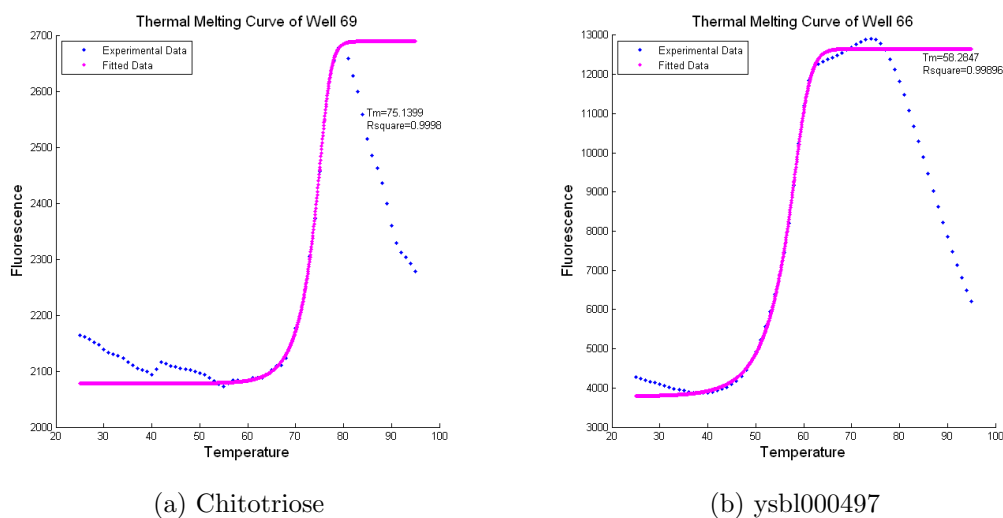 Thermal Melting Curve of Well 69
2700
2600
2500
2400
2300
2200
2100
2000
Fluorescence
Experimental Data
Fitted Data
Tm=75.1399
Rsquare=0.9998
20 30 40 50 60 70 80 90 100
Temperature
(a) Chitotriose
Thermal Melting Curve of Well 66
13000
12000
11000
10000
9000
8000
7000
6000
5000
4000
3000
Fluorescence
Experimental Data
Fitted Data
Tm=58.2847
Rsquare=0.99896
20 30 40 50 60 70 80 90 100
Temperature
(b) ysbl000497